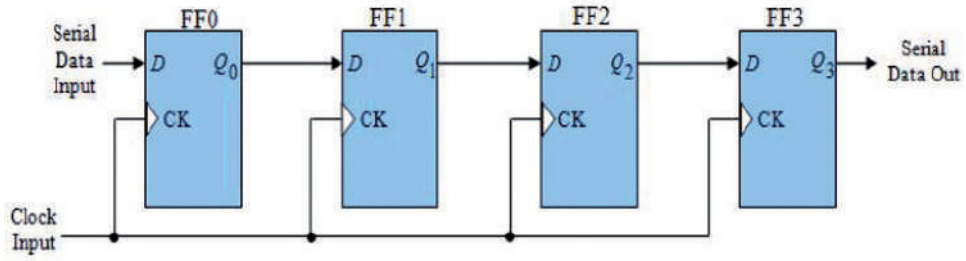 FF0 FF1 FF2 FF3
Serial
Data
Input
D Q0 D Q1 D Q2 D Q3
Serial
Data Out
CK CK CK CK
Clock
Input